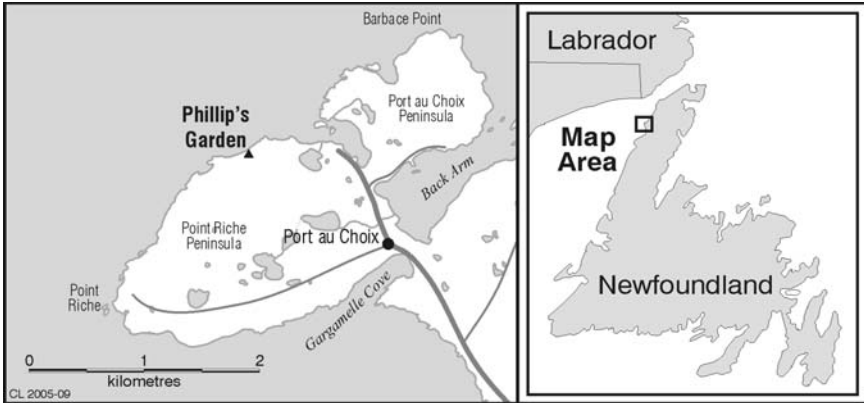 Barbace Point
Port au Choix
Peninsula
Phillip's
Garden
Back Arm
Point Riche
Peninsula
Port au Choix
Point
Riche
Gargamelle Cove
0 1 2
kilometres
CL 2005-09
Labrador
Map
Area
Newfoundland